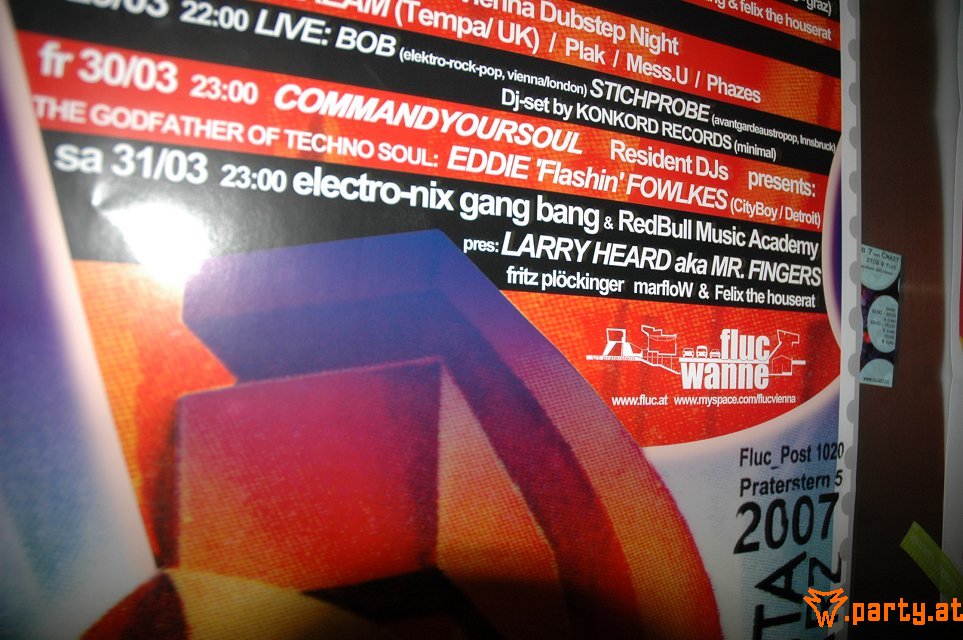 & felix the houserat
Vienna Dubstep Night
(Tempa/ UK) / Plak / Mess.U / Phazes
22:00 LIVE: BOB (elektro-rock-pop, vienna/london) STICHPROBE (avantgardeaustropop, Innsbruck)
Dj-set by KONKORD RECORDS (minimal)
fr 30/03 23:00 COMMANDYOURSOUL Resident DJs presents:
THE GODFATHER OF TECHNO SOUL: EDDIE 'Flashin' FOWLKES (CityBoy / Detroit)
sa 31/03 23:00 electro-nix gang bang & RedBull Music Academy
pres: LARRY HEARD aka MR. FINGERS
fritz plöckinger marfloW & Felix the houserat
fluc
wanne
www.fluc.at www.myspace.com/flucvienna
Fluc_Post 1020
Praterstern 5
2007
TA
.party.at